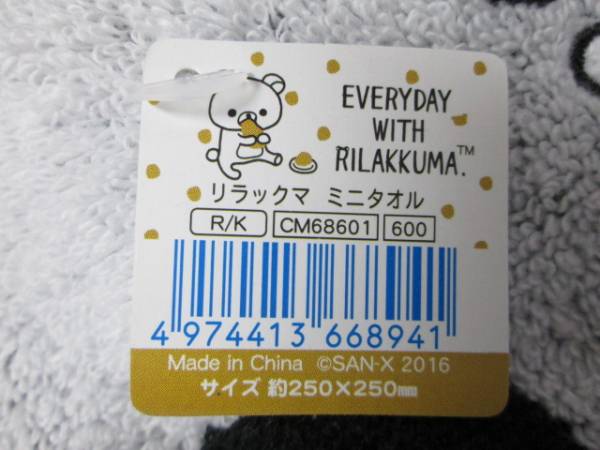 EVERYDAY
WITH
RILAKKUMA.™
リラックマ ミニタオル
R/K CM68601 600
4 974413 668941
Made in China ©SAN-X 2016
サイズ 約250×250㎜